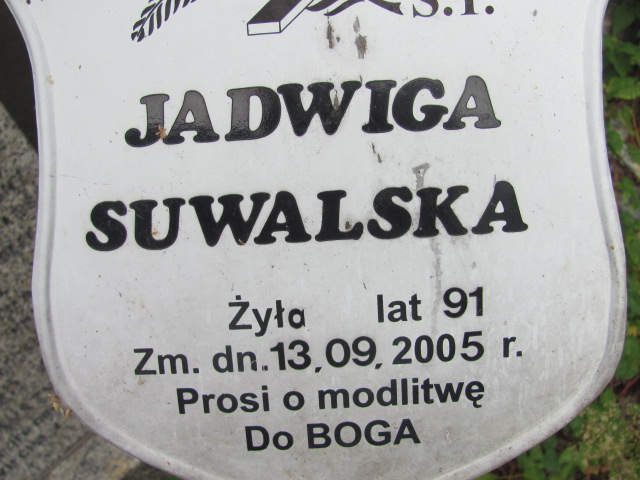 Ś.P.
JADWIGA
SUWALSKA
Żyła lat 91
Zm. dn. 13.09.2005 r.
Prosi o modlitwę
Do BOGA